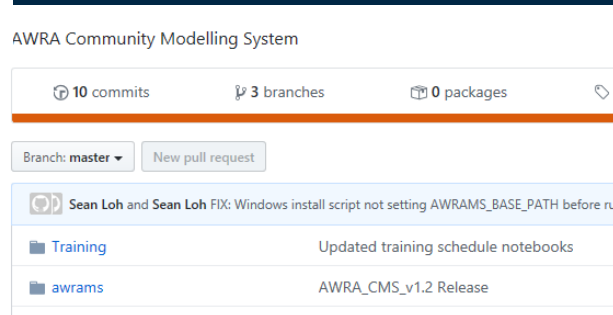 AWRA Community Modelling System
10 commits 3 branches 0 packages
Branch: master New pull request
Sean Loh and Sean Loh FIX: Windows install script not setting AWRAMS_BASE_PATH before
Training Updated training schedule notebooks
awrams AWRA_CMS_v1.2 Release